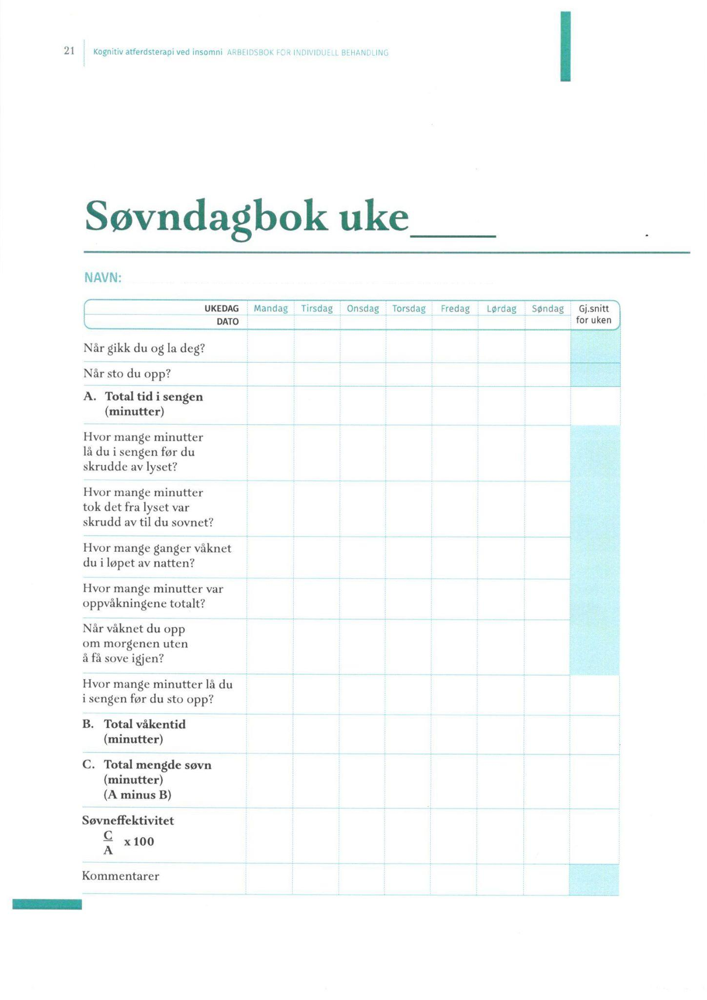 21
Kognitiv atferdsterapi ved insomni ARBEIDSBOK FOR INDIVIDUELL BEHANDLING
Søvndagbok uke____
NAVN:
UKEDAG Mandag Tirsdag Onsdag Torsdag Fredag Lørdag Søndag Gj.snitt
DATO for uken
Når gikk du og la deg?
Når sto du opp?
A. Total tid i sengen
(minutter)
Hvor mange minutter
lå du i sengen før du
skrudde av lyset?
Hvor mange minutter
tok det fra lyset var
skrudd av til du sovnet?
Hvor mange ganger våknet
du i løpet av natten?
Hvor mange minutter var
oppvåkningene totalt?
Når våknet du opp
om morgenen uten
å få sove igjen?
Hvor mange minutter lå du
i sengen før du sto opp?
B. Total våkentid
(minutter)
C. Total mengde søvn
(minutter)
(A minus B)
Søvneffektivitet
C
x 100
A
Kommentarer